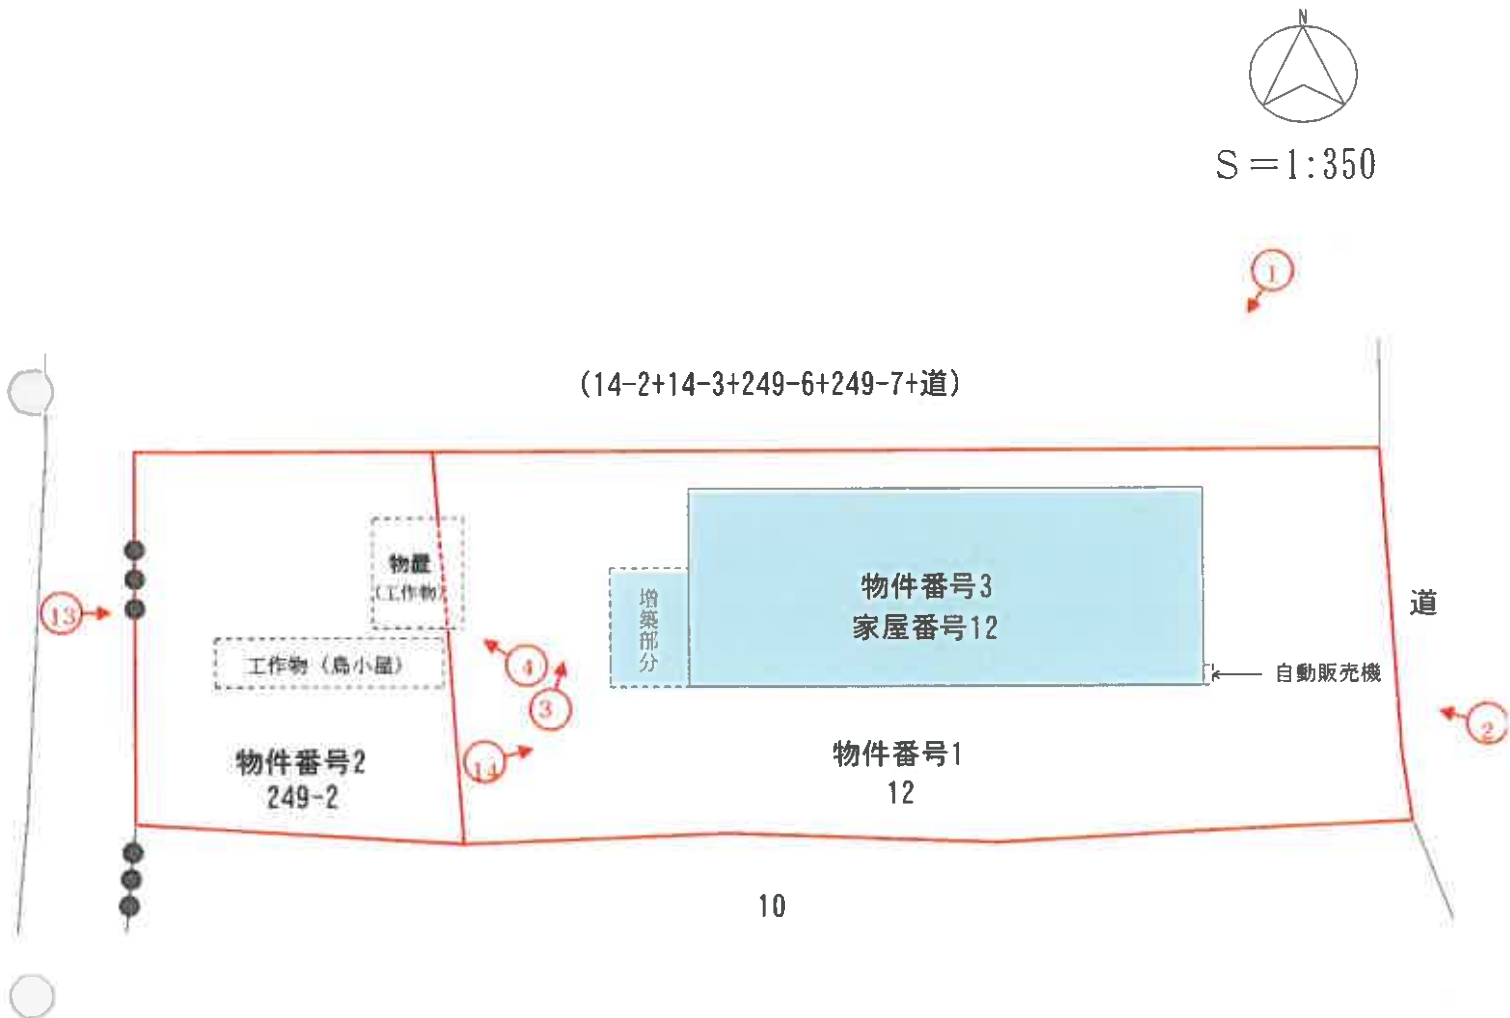 N
S＝1:350
1
(14-2+14-3+249-6+249-7+道)
物置
(工作物)
増築部分
物件番号3
家屋番号12
道
13
工作物（鳥小屋）
4
3
自動販売機
2
14
物件番号2
249-2
物件番号1
12
10